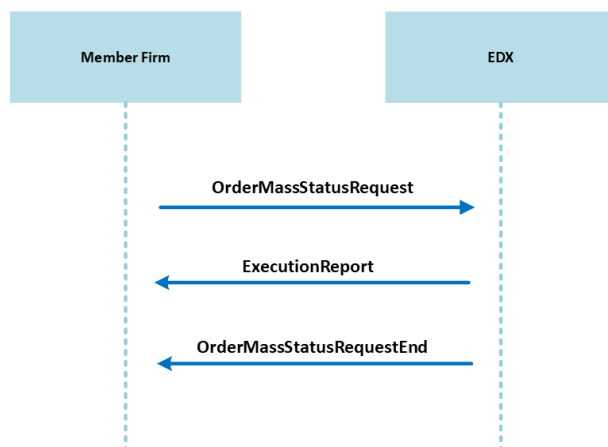 Member Firm
EDX
OrderMassStatusRequest
ExecutionReport
OrderMassStatusRequestEnd